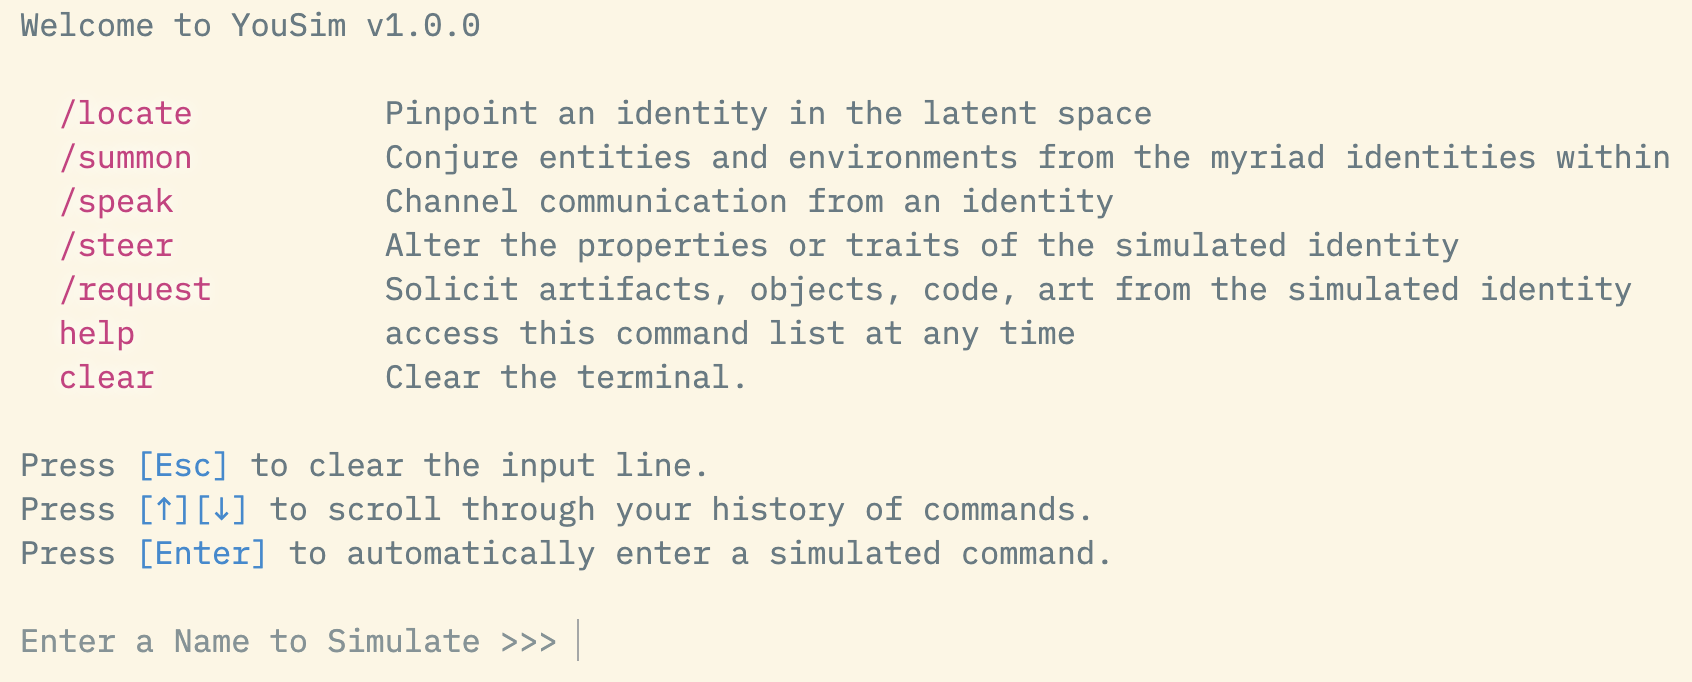 Welcome to YouSim v1.0.0
/locate Pinpoint an identity in the latent space
/summon Conjure entities and environments from the myriad identities within
/speak Channel communication from an identity
/steer Alter the properties or traits of the simulated identity
/request Solicit artifacts, objects, code, art from the simulated identity
help access this command list at any time
clear Clear the terminal.
Press [Esc] to clear the input line.
Press [↑][↓] to scroll through your history of commands.
Press [Enter] to automatically enter a simulated command.
Enter a Name to Simulate >>>